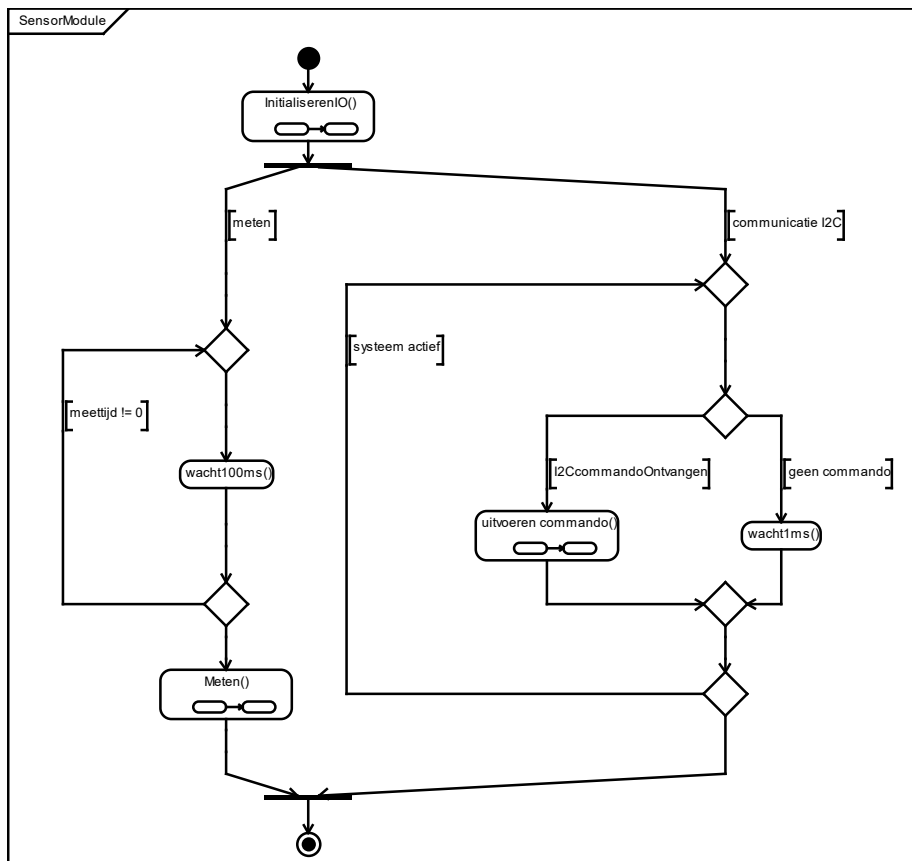 SensorModule
InitialiserenIO()
meten
communicatie I2C
systeem actief
meettijd != 0
I2CcommandoOntvangen
geen commando
wacht100ms()
uitvoeren commando()
wacht1ms()
Meten()